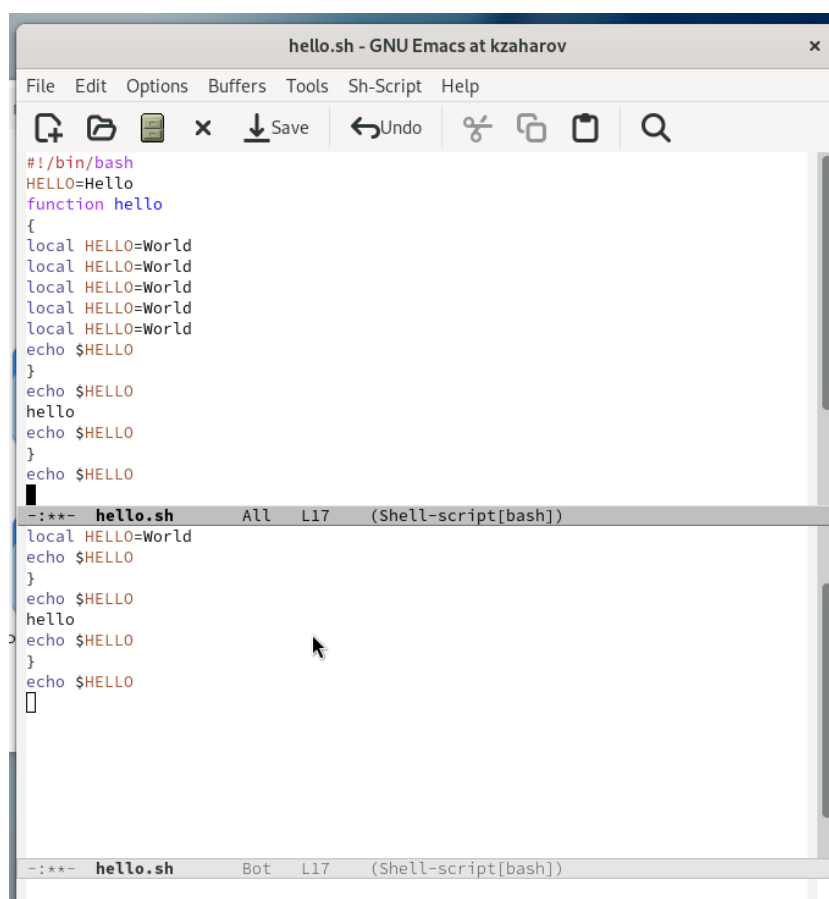 hello.sh - GNU Emacs at kzaharov ×
File Edit Options Buffers Tools Sh-Script Help
Save Undo
#!/bin/bash
HELLO=Hello
function hello
{
local HELLO=World
local HELLO=World
local HELLO=World
local HELLO=World
local HELLO=World
echo $HELLO
}
echo $HELLO
hello
echo $HELLO
}
echo $HELLO
-:**- hello.sh All L17 (Shell-script[bash])
local HELLO=World
echo $HELLO
}
echo $HELLO
hello
echo $HELLO
}
echo $HELLO
-:**- hello.sh Bot L17 (Shell-script[bash])